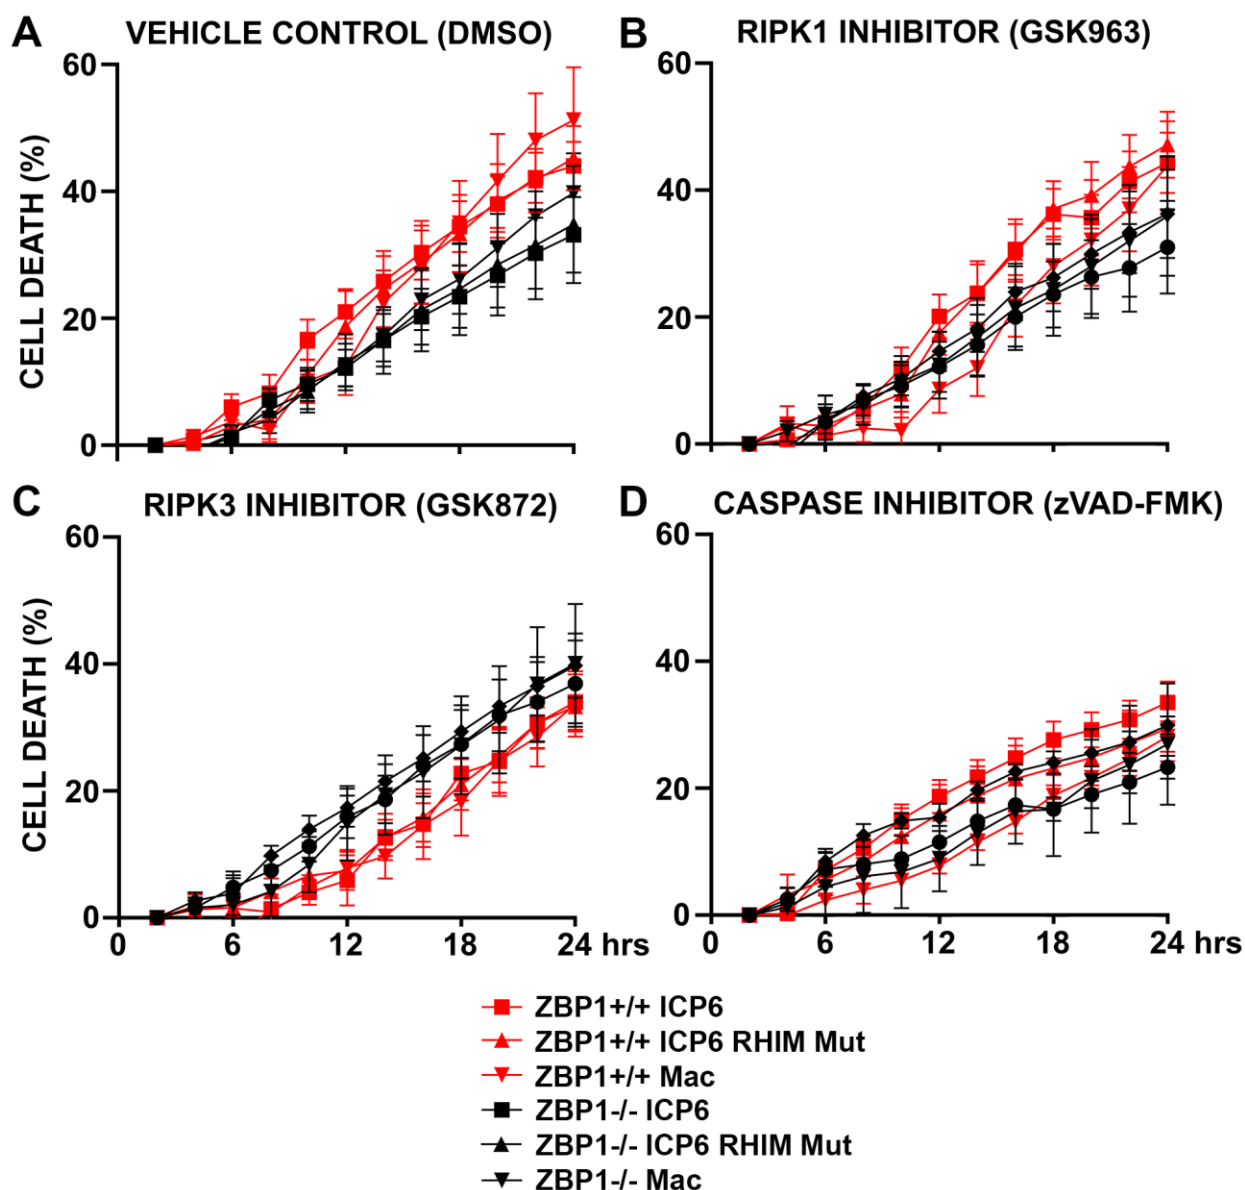 A VEHICLE CONTROL (DMSO)
60
40
20
0
CELL DEATH (%)
B RIPK1 INHIBITOR (GSK963)
60
40
20
0
C RIPK3 INHIBITOR (GSK872)
60
40
20
0
CELL DEATH (%)
0 6 12 18 24 hrs
D CASPASE INHIBITOR (zVAD-FMK)
60
40
20
0
0 6 12 18 24 hrs
ZBP1+/+ ICP6
ZBP1+/+ ICP6 RHIM Mut
ZBP1+/+ Mac
ZBP1-/- ICP6
ZBP1-/- ICP6 RHIM Mut
ZBP1-/- Mac